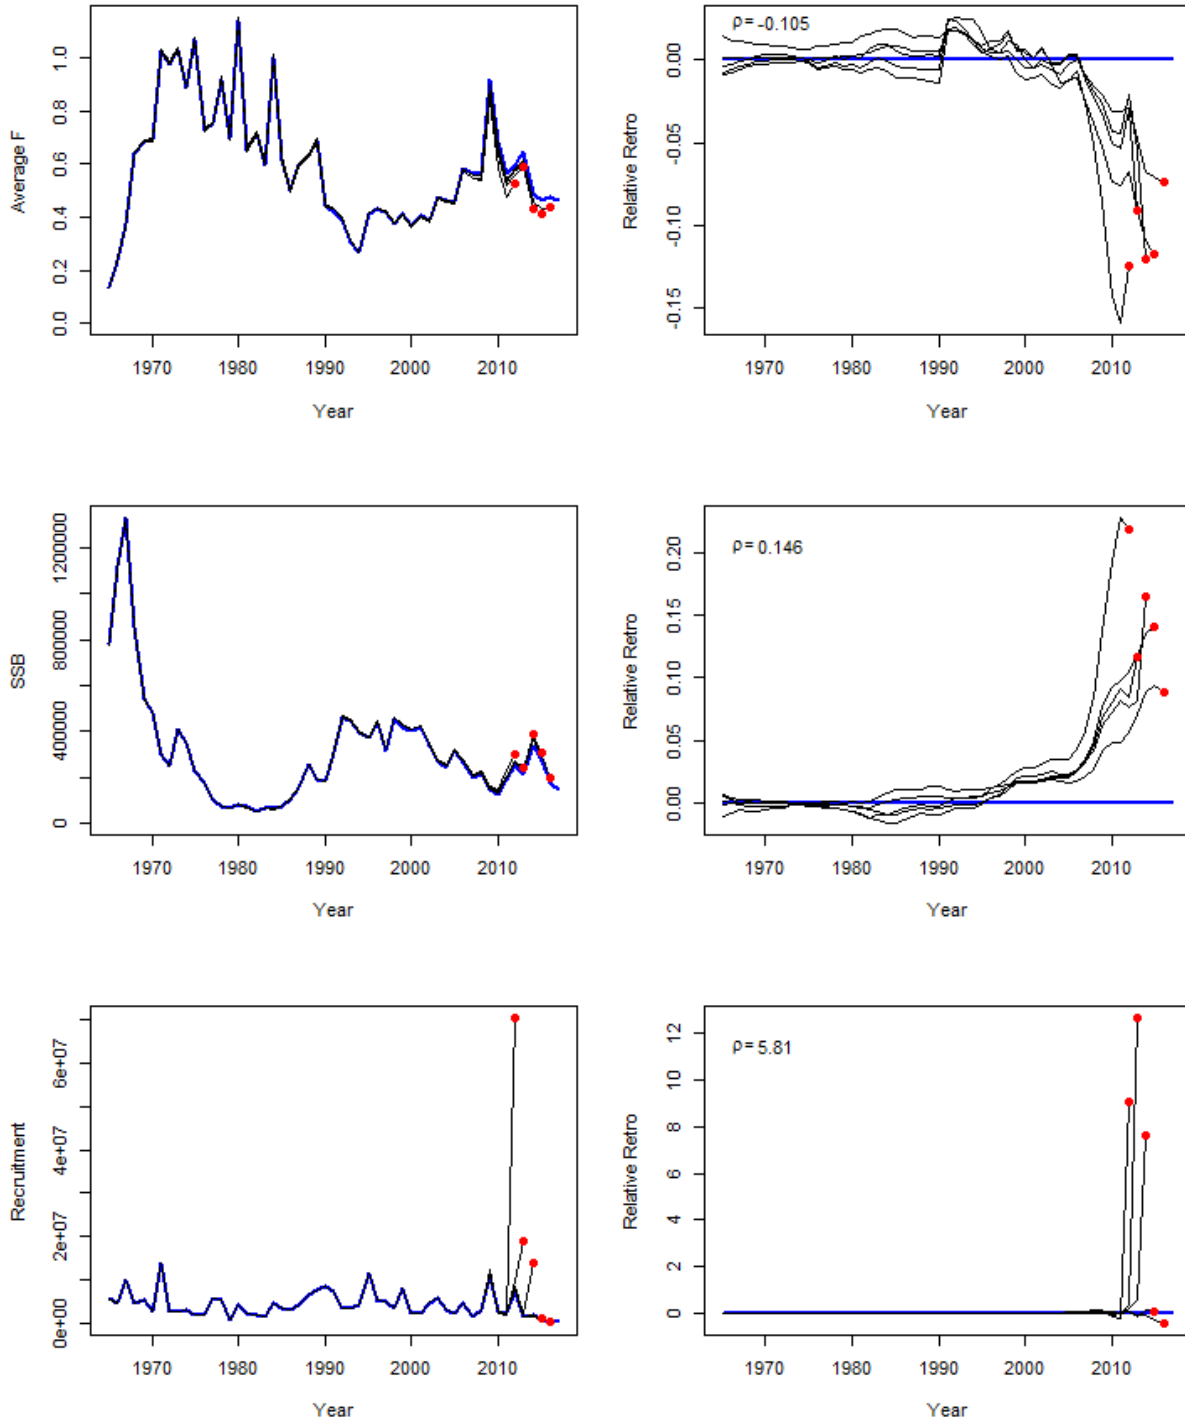 Average F
0.0 0.2 0.4 0.6 0.8 1.0
1970 1980 1990 2000 2010
Year
ρ = -0.105
Relative Retro
-0.15 -0.10 -0.05 0.00
1970 1980 1990 2000 2010
Year
SSB
0 400000 800000 1200000
1970 1980 1990 2000 2010
Year
ρ = 0.146
Relative Retro
0.00 0.05 0.10 0.15 0.20
1970 1980 1990 2000 2010
Year
Recruitment
0e+00 2e+07 4e+07 6e+07
1970 1980 1990 2000 2010
Year
ρ = 5.81
Relative Retro
0 2 4 6 8 10 12
1970 1980 1990 2000 2010
Year